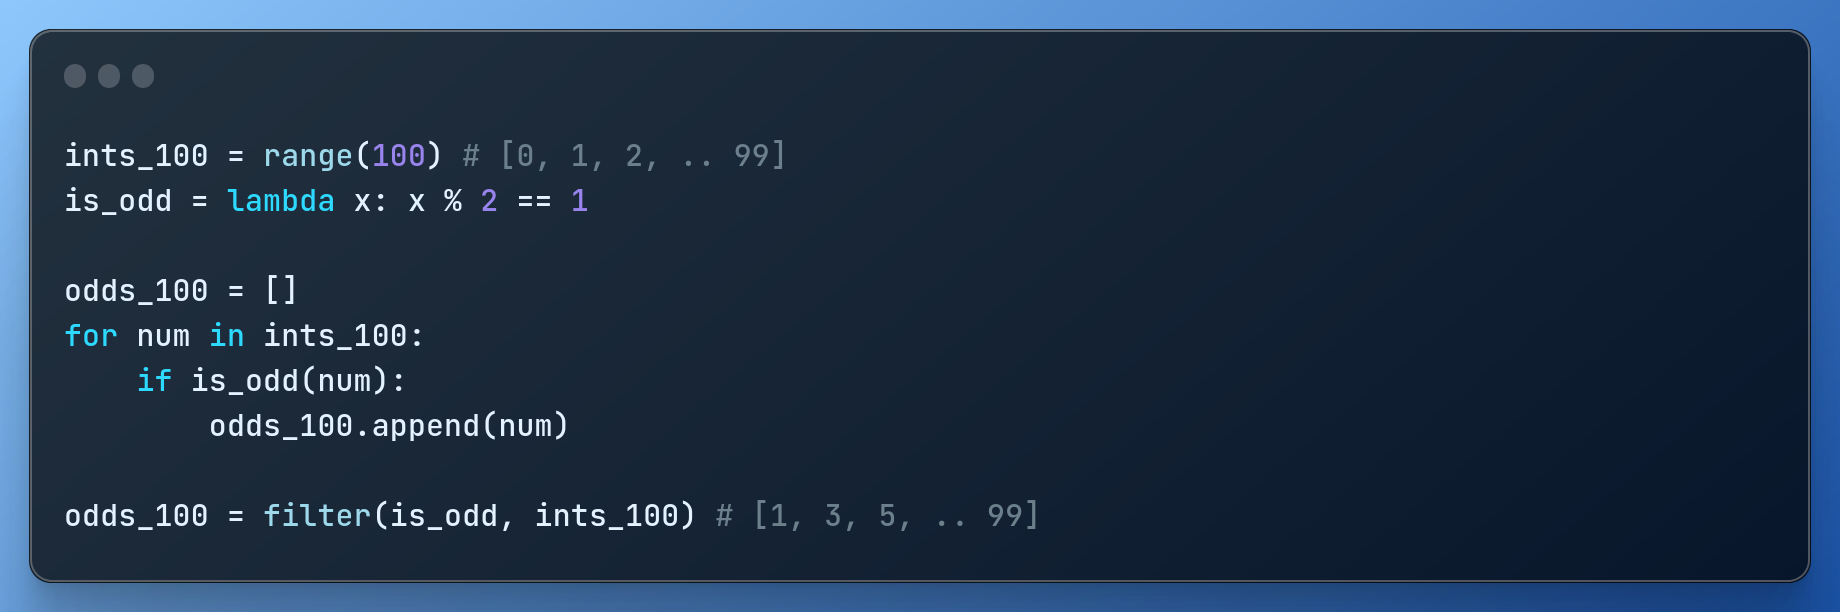 ints_100 = range(100) # [0, 1, 2, .. 99]
is_odd = lambda x: x % 2 == 1

odds_100 = []
for num in ints_100:
    if is_odd(num):
        odds_100.append(num)

odds_100 = filter(is_odd, ints_100) # [1, 3, 5, .. 99]